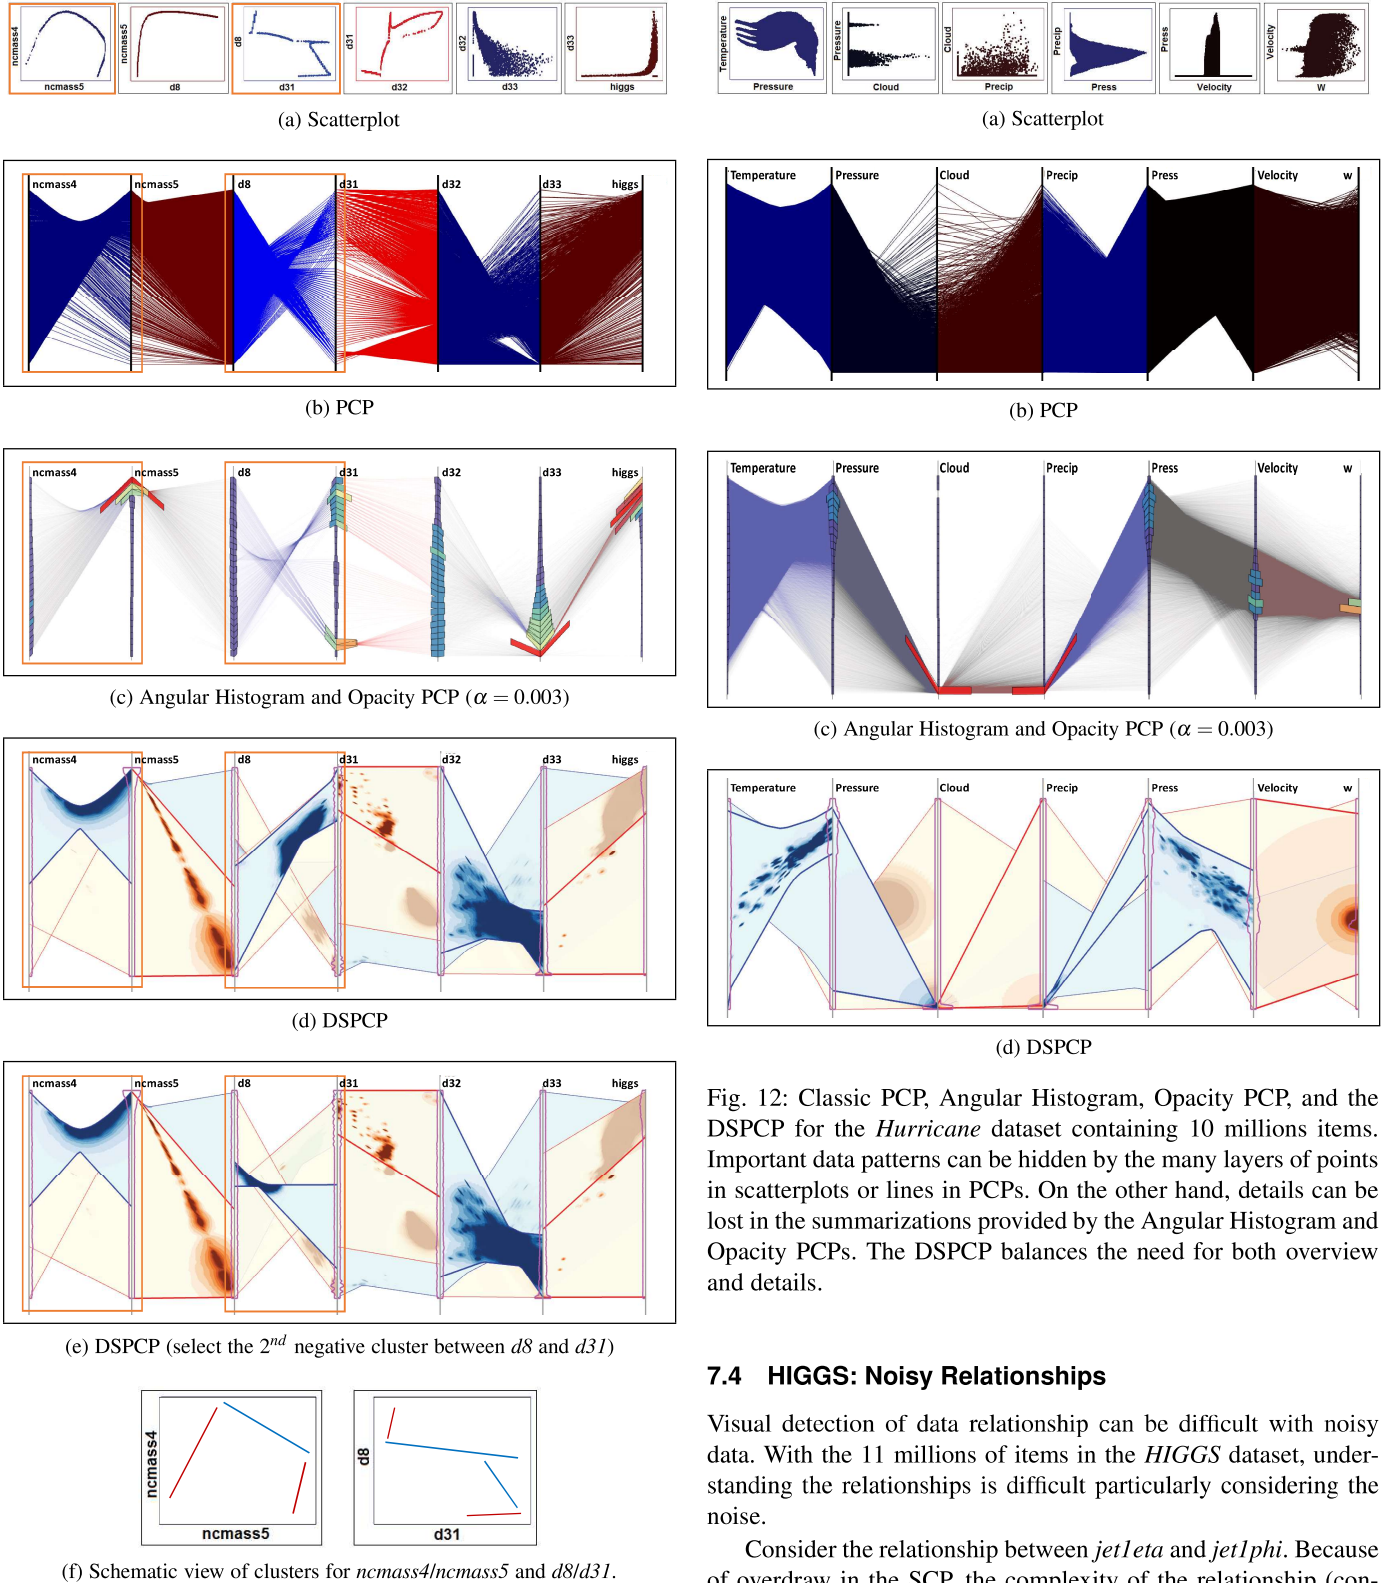 ncmass4
ncmass5
ncmass5
d8
d8
d31
d31
d32
d32
d33
d33
higgs
(a) Scatterplot
ncmass4 ncmass5 d8 d31 d32 d33 higgs
(b) PCP
ncmass4 ncmass5 d8 d31 d32 d33 higgs
(c) Angular Histogram and Opacity PCP (α = 0.003)
ncmass4 ncmass5 d8 d31 d32 d33 higgs
(d) DSPCP
ncmass4 ncmass5 d8 d31 d32 d33 higgs
(e) DSPCP (select the 2nd negative cluster between d8 and d31)
ncmass4
ncmass5
d8
d31
(f) Schematic view of clusters for ncmass4/ncmass5 and d8/d31.
Temperature
Pressure
Pressure
Cloud
Cloud
Precip
Precip
Press
Press
Velocity
Velocity
W
(a) Scatterplot
Temperature Pressure Cloud Precip Press Velocity w
(b) PCP
Temperature Pressure Cloud Precip Press Velocity w
(c) Angular Histogram and Opacity PCP (α = 0.003)
Temperature Pressure Cloud Precip Press Velocity w
(d) DSPCP
Fig. 12: Classic PCP, Angular Histogram, Opacity PCP, and the
DSPCP for the Hurricane dataset containing 10 millions items.
Important data patterns can be hidden by the many layers of points
in scatterplots or lines in PCPs. On the other hand, details can be
lost in the summarizations provided by the Angular Histogram and
Opacity PCPs. The DSPCP balances the need for both overview
and details.
7.4 HIGGS: Noisy Relationships
Visual detection of data relationship can be difficult with noisy
data. With the 11 millions of items in the HIGGS dataset, under-
standing the relationships is difficult particularly considering the
noise.
Consider the relationship between jet1eta and jet1phi. Because
of overdraw in the SCP, the complexity of the relationship (con-